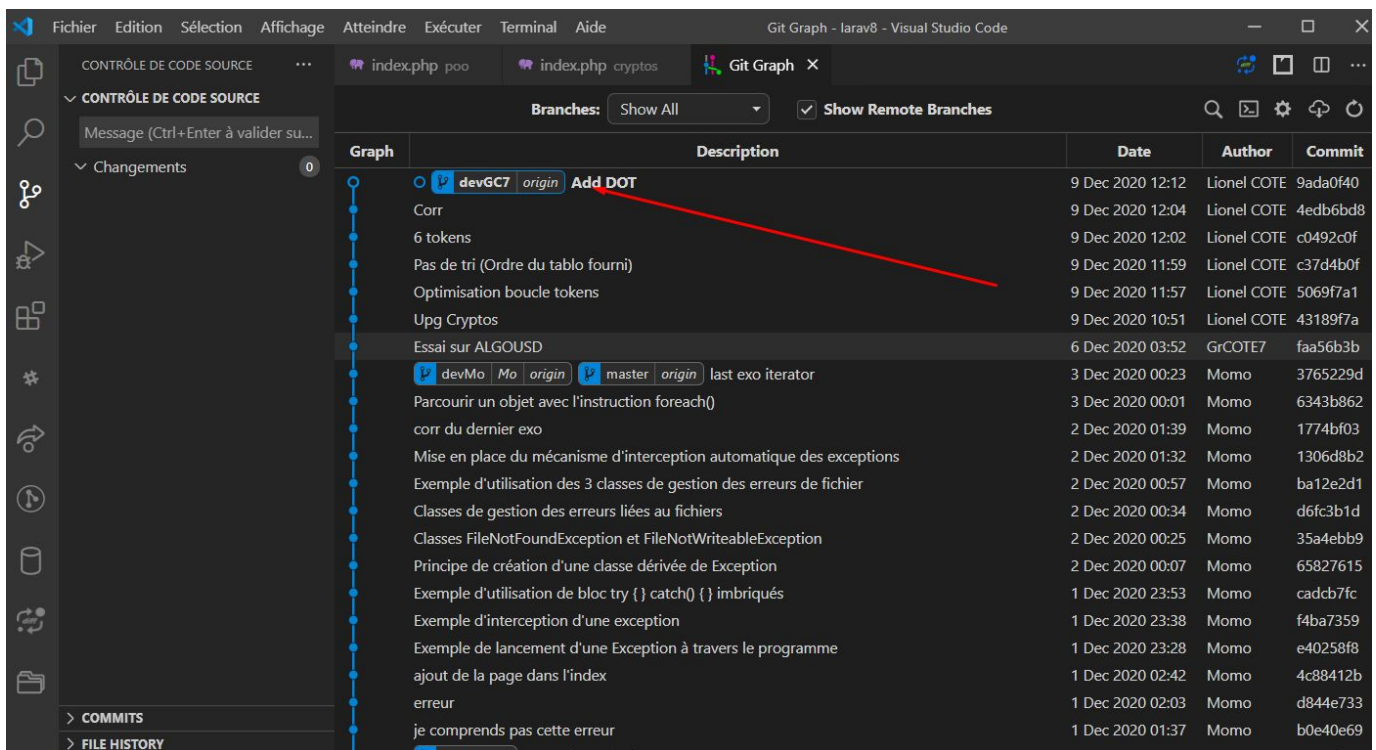 Fichier Edition Sélection Affichage Atteindre Exécuter Terminal Aide Git Graph - larav8 - Visual Studio Code
CONTRÔLE DE CODE SOURCE ... index.php poo index.php cryptos Git Graph
CONTRÔLE DE CODE SOURCE
Message (Ctrl+Enter à valider su...
Changements 0
Branches: Show All Show Remote Branches
Graph Description Date Author Commit
devGC7 origin Add DOT 9 Dec 2020 12:12 Lionel COTE 9ada0f40
Corr 9 Dec 2020 12:04 Lionel COTE 4edb6bd8
6 tokens 9 Dec 2020 12:02 Lionel COTE c0492c0f
Pas de tri (Ordre du tablo fourni) 9 Dec 2020 11:59 Lionel COTE c37d4b0f
Optimisation boucle tokens 9 Dec 2020 11:57 Lionel COTE 5069f7a1
Upg Cryptos 9 Dec 2020 10:51 Lionel COTE 43189f7a
Essai sur ALGOUSD 6 Dec 2020 03:52 GrCOTE7 faa56b3b
devMo Mo origin master origin last exo iterator 3 Dec 2020 00:23 Momo 3765229d
Parcourir un objet avec l'instruction foreach() 3 Dec 2020 00:01 Momo 6343b862
corr du dernier exo 2 Dec 2020 01:39 Momo 1774bf03
Mise en place du mécanisme d'interception automatique des exceptions 2 Dec 2020 01:32 Momo 1306d8b2
Exemple d'utilisation des 3 classes de gestion des erreurs de fichier 2 Dec 2020 00:57 Momo ba12e2d1
Classes de gestion des erreurs liées au fichiers 2 Dec 2020 00:34 Momo d6fc3b1d
Classes FileNotFoundException et FileNotWriteableException 2 Dec 2020 00:25 Momo 35a4ebb9
Principe de création d'une classe dérivée de Exception 2 Dec 2020 00:07 Momo 65827615
Exemple d'utilisation de bloc try { } catch() { } imbriqués 1 Dec 2020 23:53 Momo cadcb7fc
Exemple d'interception d'une exception 1 Dec 2020 23:38 Momo f4ba7359
Exemple de lancement d'une Exception à travers le programme 1 Dec 2020 23:28 Momo e40258f8
ajout de la page dans l'index 1 Dec 2020 02:42 Momo 4c88412b
erreur 1 Dec 2020 02:03 Momo d844e733
COMMITS
je comprends pas cette erreur 1 Dec 2020 01:37 Momo b0e40e69
FILE HISTORY